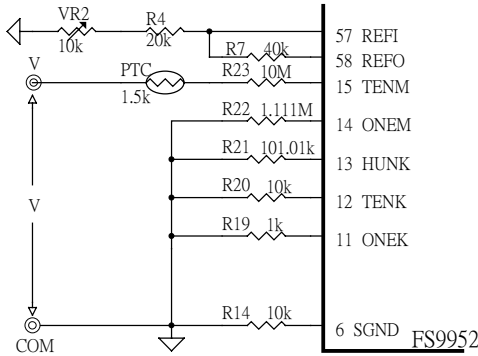 VR2
R4
10k
20k
57 REFI
R7 40k
58 REFO
V
PTC
R23 10M
15 TENM
1.5k
R22 1.111M
14 ONEM
R21 101.01k
13 HUNK
R20 10k
12 TENK
V
R19 1k
11 ONEK
R14 10k
6 SGND
FS9952
COM